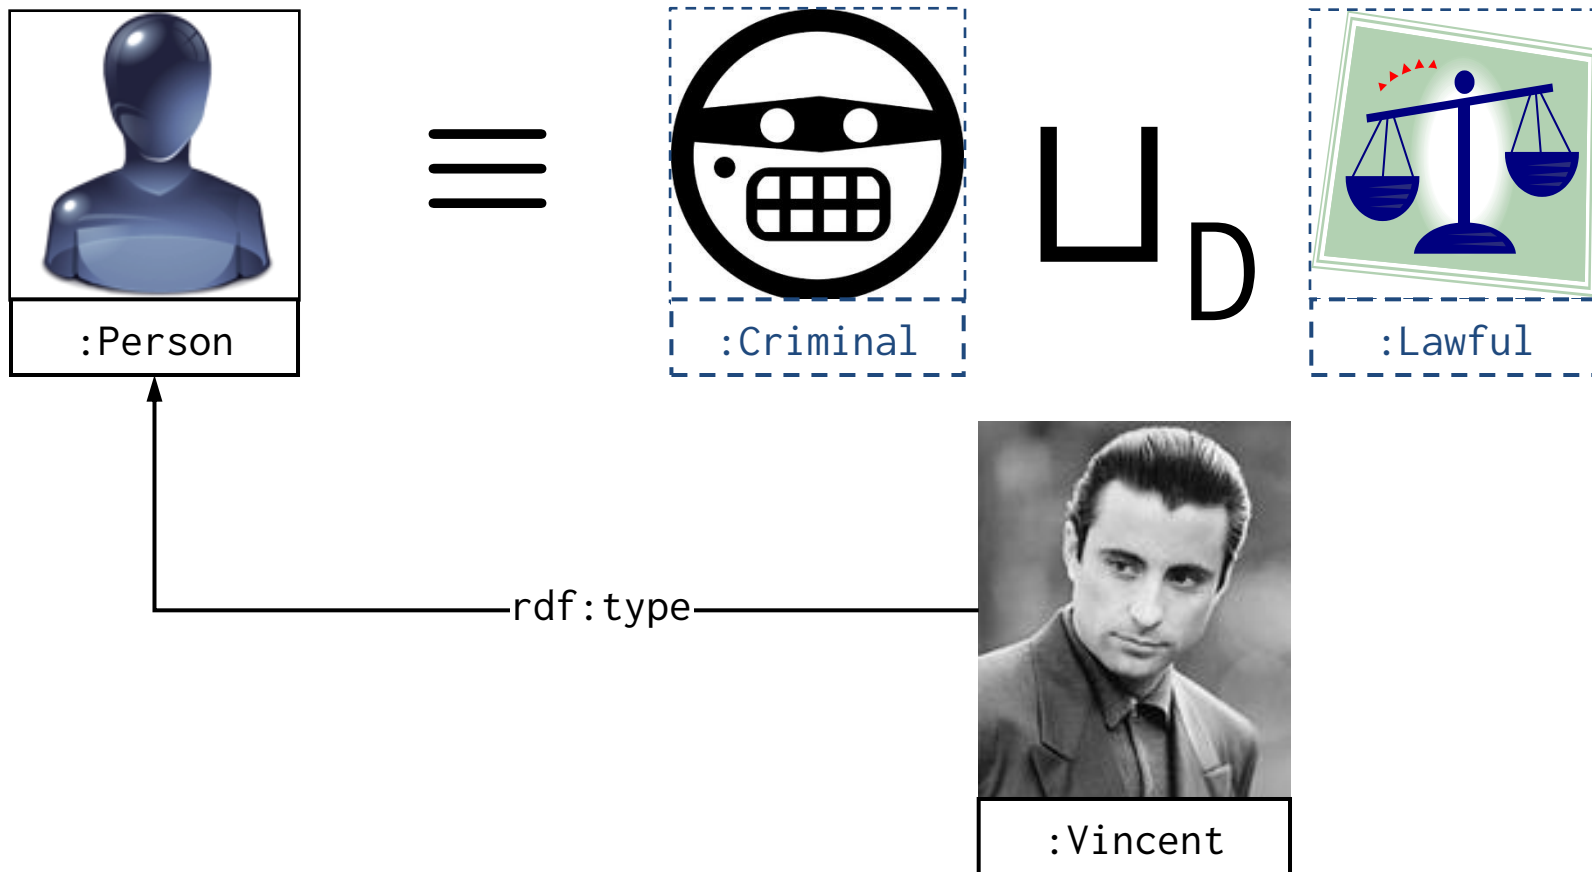 :Person
≡
:Criminal
⊔D
:Lawful
rdf:type
:Vincent